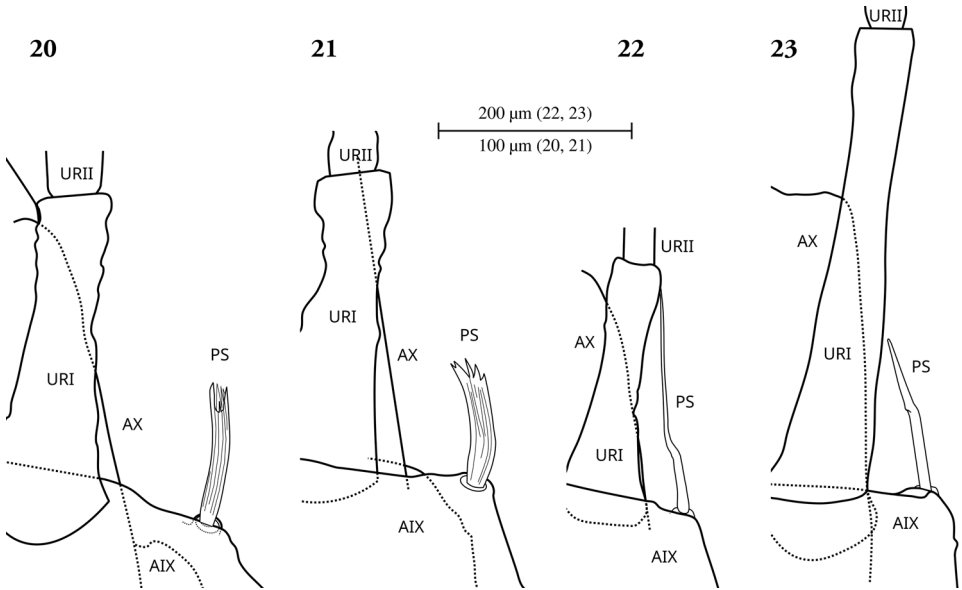 20
21
22
23
URII
200 µm (22, 23)
100 µm (20, 21)
URII
URII
URII
AX
AX
URI
PS
PS
AX
URI
PS
PS
URI
AX
URI
AIX
AIX
AIX
AIX